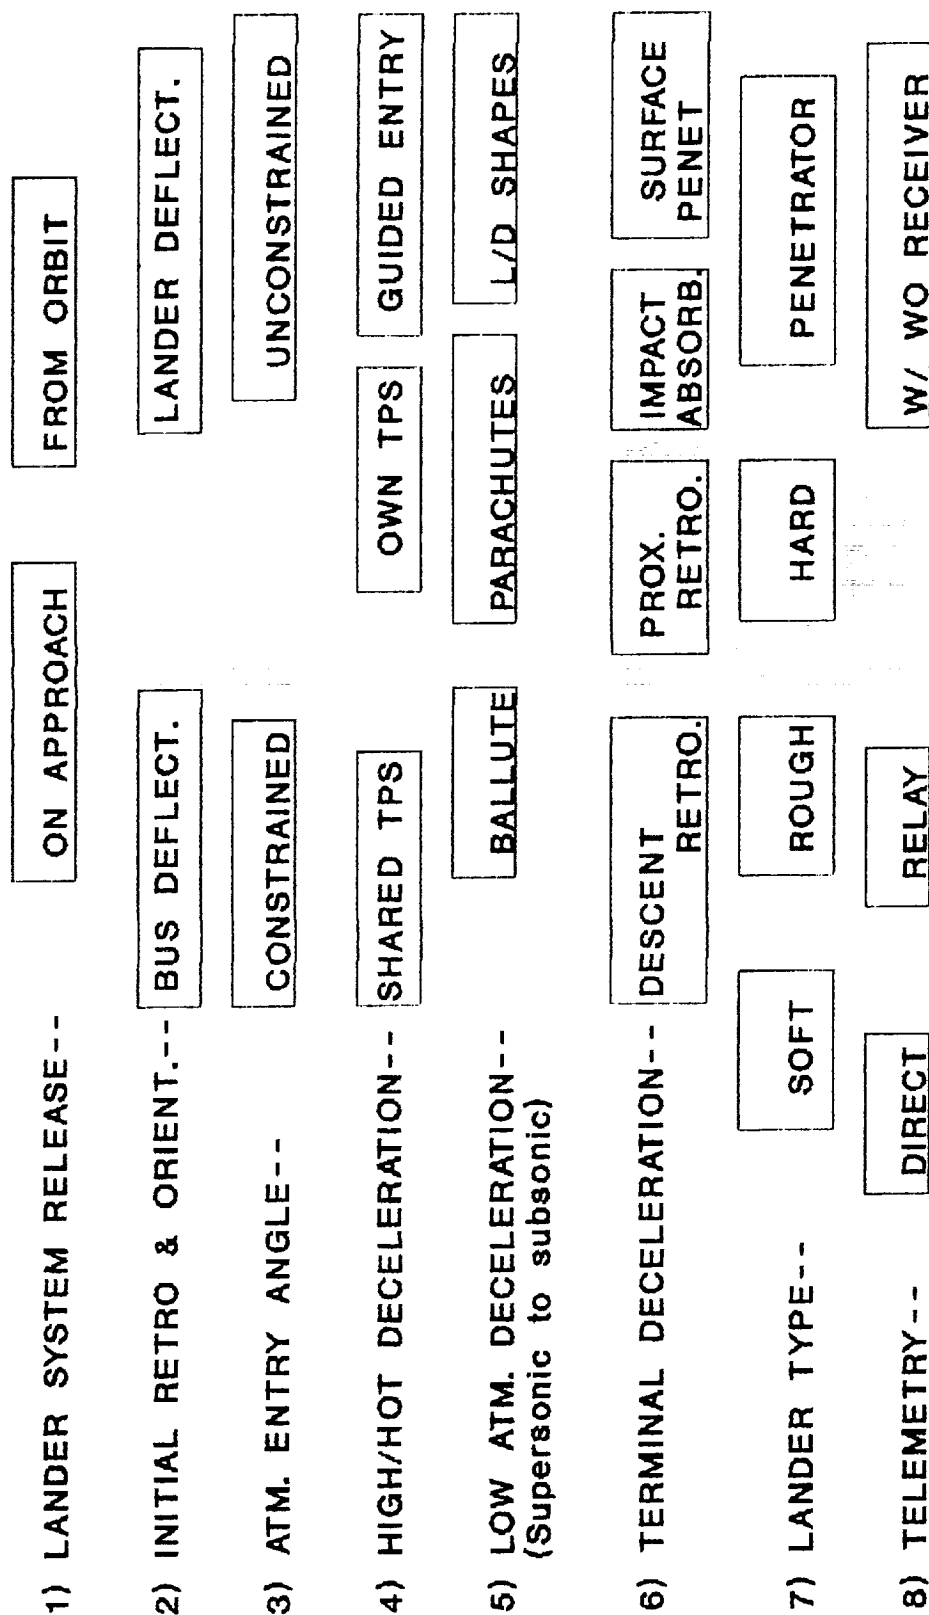 1) LANDER SYSTEM RELEASE-- ON APPROACH FROM ORBIT
2) INITIAL RETRO & ORIENT.-- BUS DEFLECT. LANDER DEFLECT.
3) ATM. ENTRY ANGLE-- CONSTRAINED UNCONSTRAINED
4) HIGH/HOT DECELERATION-- SHARED TPS OWN TPS GUIDED ENTRY
5) LOW ATM. DECELERATION-- BALLUTE PARACHUTES L/D SHAPES
(Supersonic to subsonic)
6) TERMINAL DECELERATION-- DESCENT RETRO. PROX. RETRO. IMPACT ABSORB. SURFACE PENET
7) LANDER TYPE-- SOFT ROUGH HARD PENETRATOR
8) TELEMETRY-- DIRECT RELAY W/ WO RECEIVER